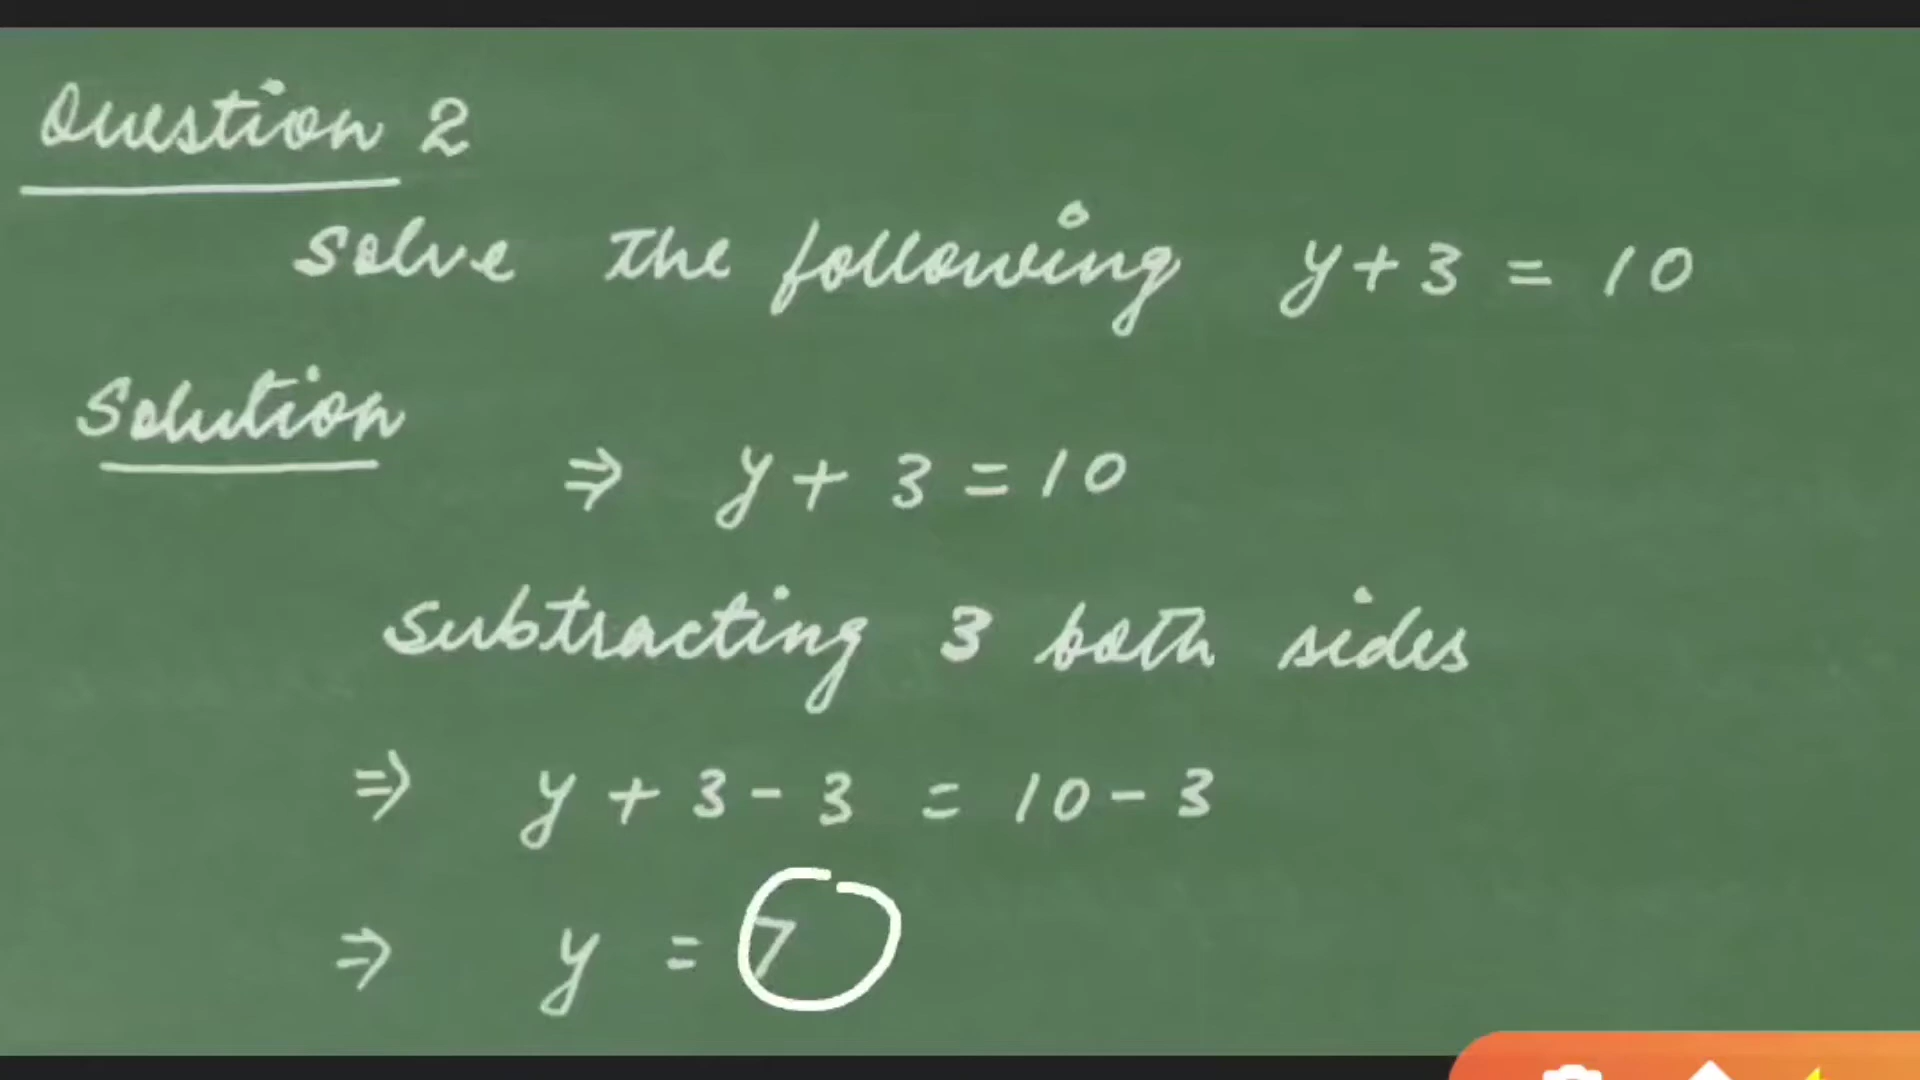 Question 2
Solve the following y + 3 = 10
Solution
⇒ y + 3 = 10
Subtracting 3 both sides
⇒ y + 3 - 3 = 10 - 3
⇒ y = 7